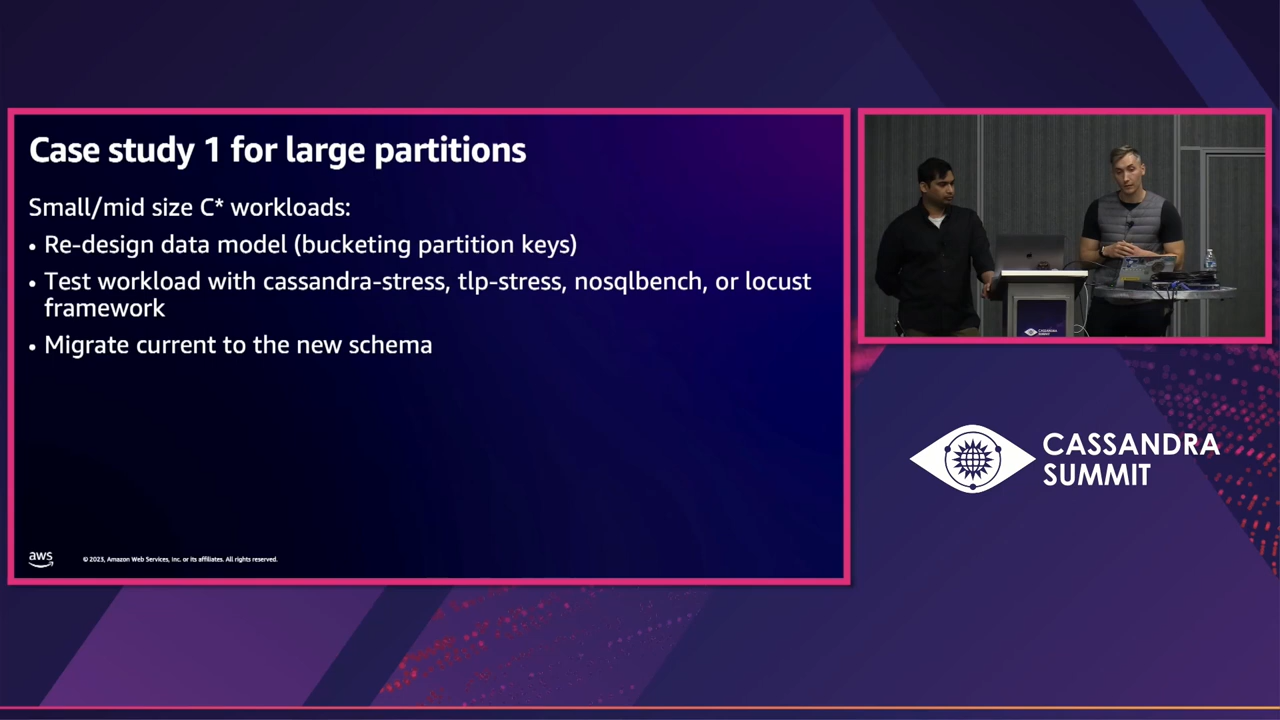 Case study 1 for large partitions
Small/mid size C* workloads:
• Re-design data model (bucketing partition keys)
• Test workload with cassandra-stress, tlp-stress, nosqlbench, or locust
framework
• Migrate current to the new schema
aws
© 2023, Amazon Web Services, Inc. or its affiliates. All rights reserved.
CASSANDRA
SUMMIT
CASSANDRA
SUMMIT